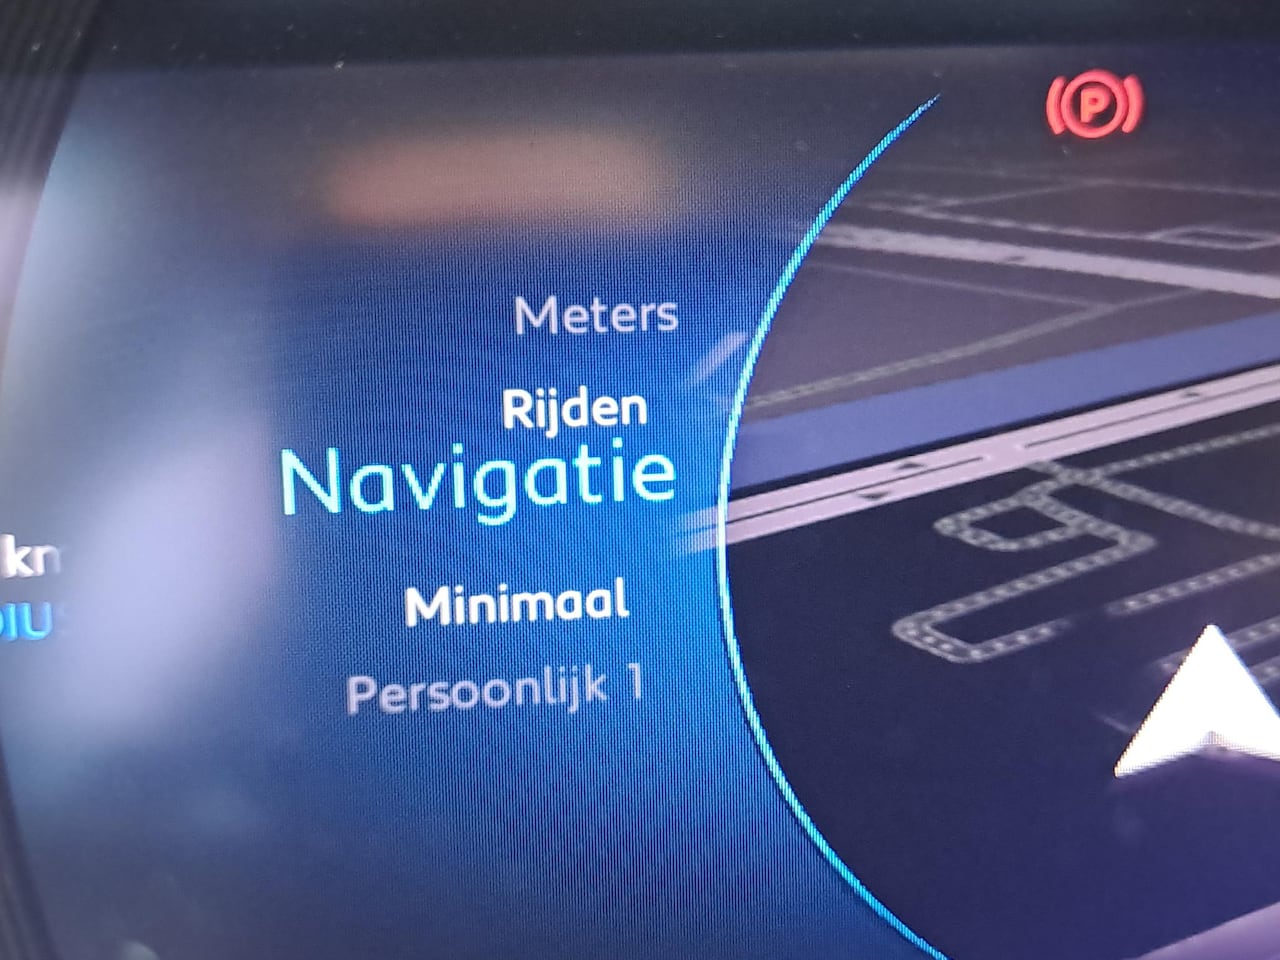 P
Meters
Rijden
Navigatie
Minimaal
Persoonlijk 1